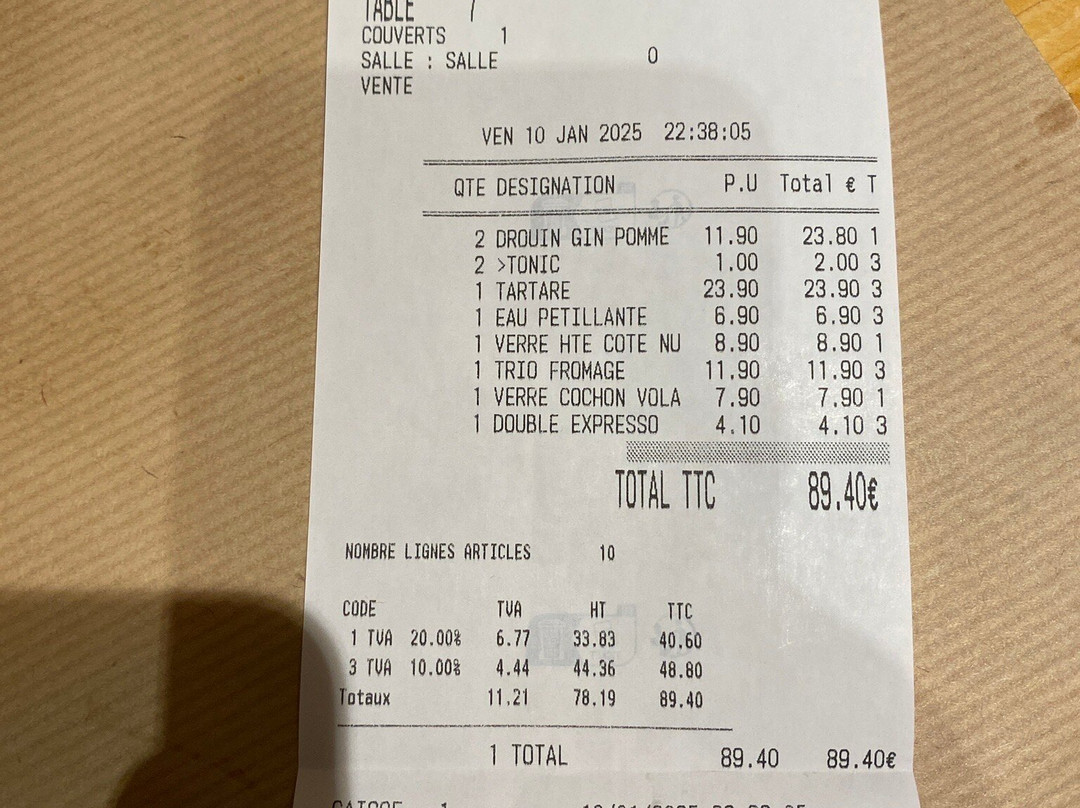 TABLE 7
COUVERTS 1
SALLE : SALLE 0
VENTE
VEN 10 JAN 2025 22:38:05
QTE DESIGNATION P.U Total € T
2 DROUIN GIN POMME 11.90 23.80 1
2 >TONIC 1.00 2.00 3
1 TARTARE 23.90 23.90 3
1 EAU PETILLANTE 6.90 6.90 3
1 VERRE HTE COTE NU 8.90 8.90 1
1 TRIO FROMAGE 11.90 11.90 3
1 VERRE COCHON VOLA 7.90 7.90 1
1 DOUBLE EXPRESSO 4.10 4.10 3
TOTAL TTC 89.40€
NOMBRE LIGNES ARTICLES 10
CODE TVA HT TTC
1 TVA 20.00% 6.77 33.83 40.60
3 TVA 10.00% 4.44 44.36 48.80
Totaux 11.21 78.19 89.40
1 TOTAL 89.40 89.40€